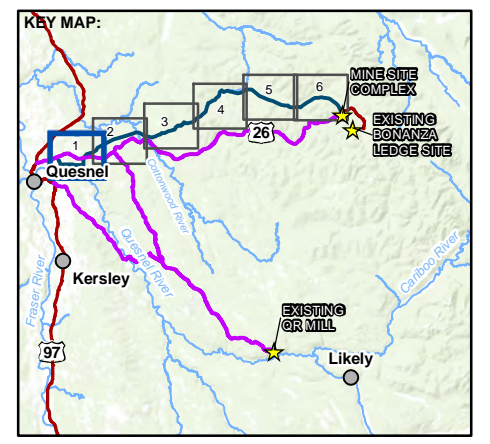 KEY MAP:
MINE SITE
COMPLEX
6
5
4
3
2
1
26
EXISTING
BONANZA
LEDGE SITE
Quesnel
Cottonwood River
Quesnel River
Cariboo River
Fraser River
Kersley
EXISTING
QR MILL
97
Likely